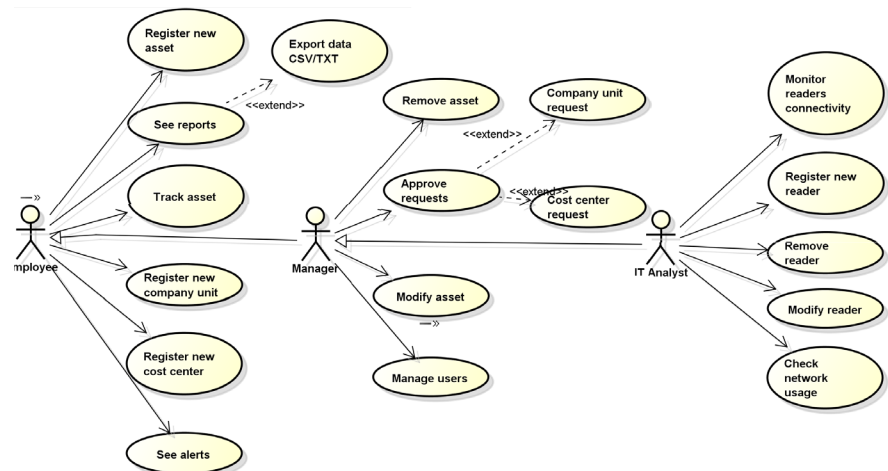 Register new
asset
Export data
CSV/TXT
<<extend>>
See reports
Track asset
mployee
Register new
company unit
Register new
cost center
See alerts
Remove asset
Company unit
request
<<extend>>
Approve
requests
<<extend>>
Cost center
request
Manager
Modify asset
Manage users
Monitor
readers
connectivity
Register new
reader
IT Analyst
Remove
reader
Modify reader
Check
network
usage